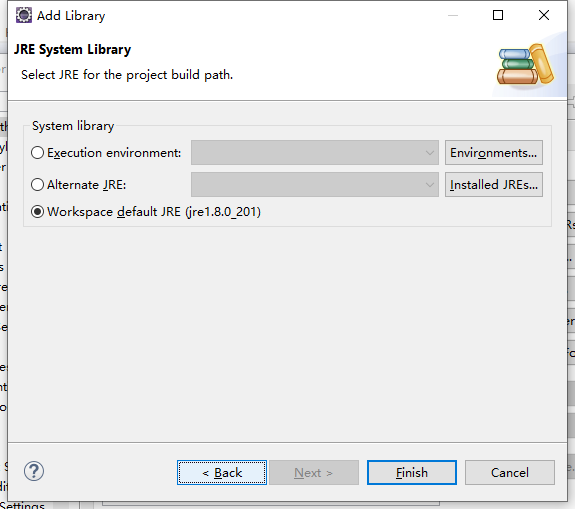 Add Library
JRE System Library
Select JRE for the project build path.
System library
Execution environment:
Environments...
Alternate JRE:
Installed JREs...
Workspace default JRE (jre1.8.0_201)
?
< Back
Next >
Finish
Cancel
Settings